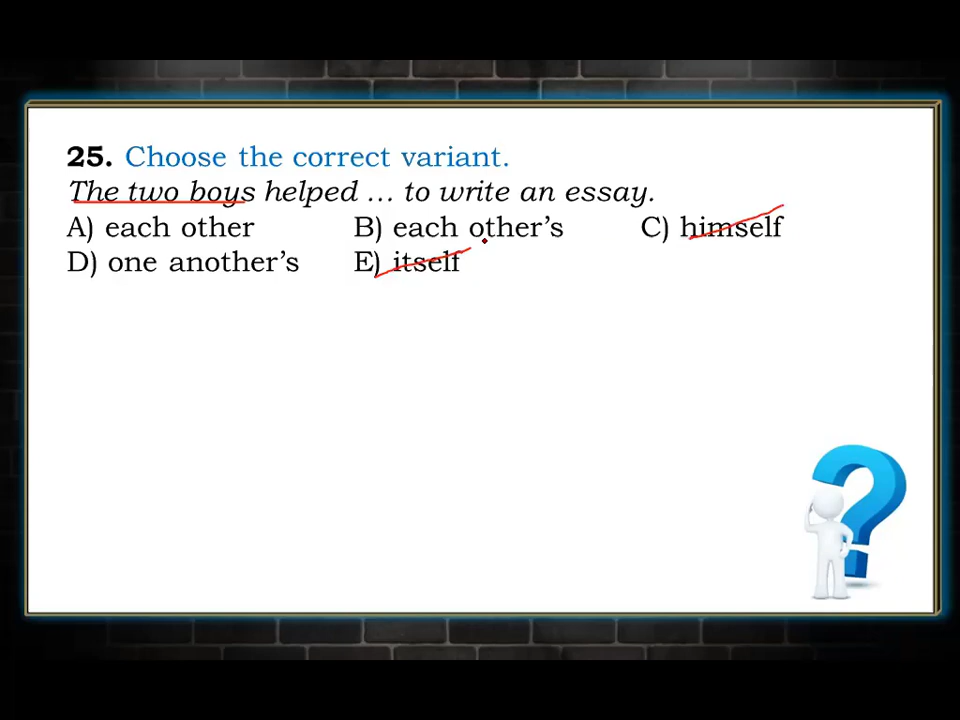 25. Choose the correct variant.
The two boys helped … to write an essay.
A) each other B) each other’s C) himself
D) one another’s E) itself